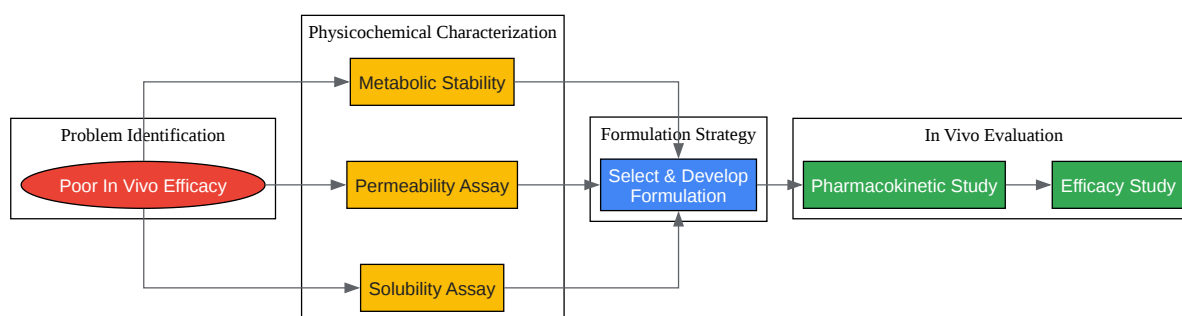 Problem Identification
Poor In Vivo Efficacy
Physicochemical Characterization
Metabolic Stability
Permeability Assay
Solubility Assay
Formulation Strategy
Select & Develop
Formulation
In Vivo Evaluation
Pharmacokinetic Study
Efficacy Study